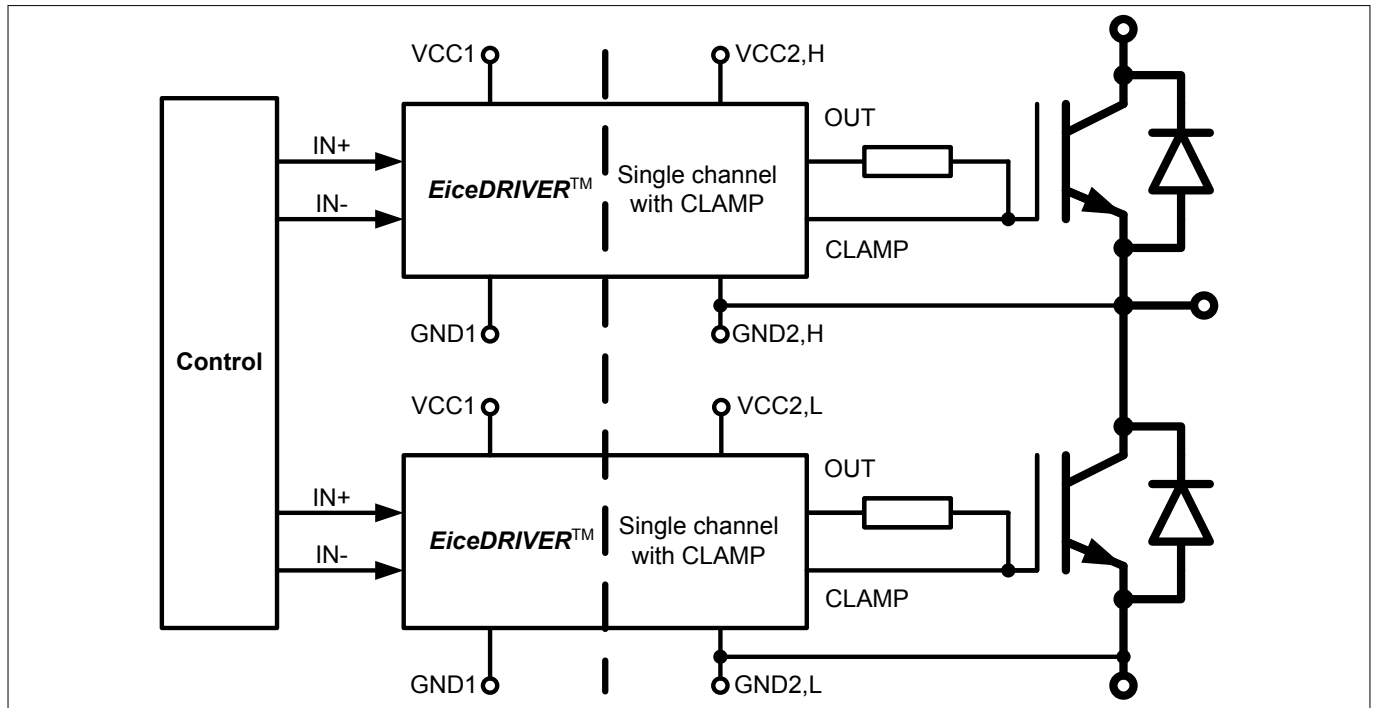 VCC1
VCC2,H
OUT
IN+
EiceDRIVER™
Single channel
with CLAMP
IN-
CLAMP
GND1
GND2,H
Control
VCC1
VCC2,L
OUT
IN+
EiceDRIVER™
Single channel
with CLAMP
IN-
CLAMP
GND1
GND2,L